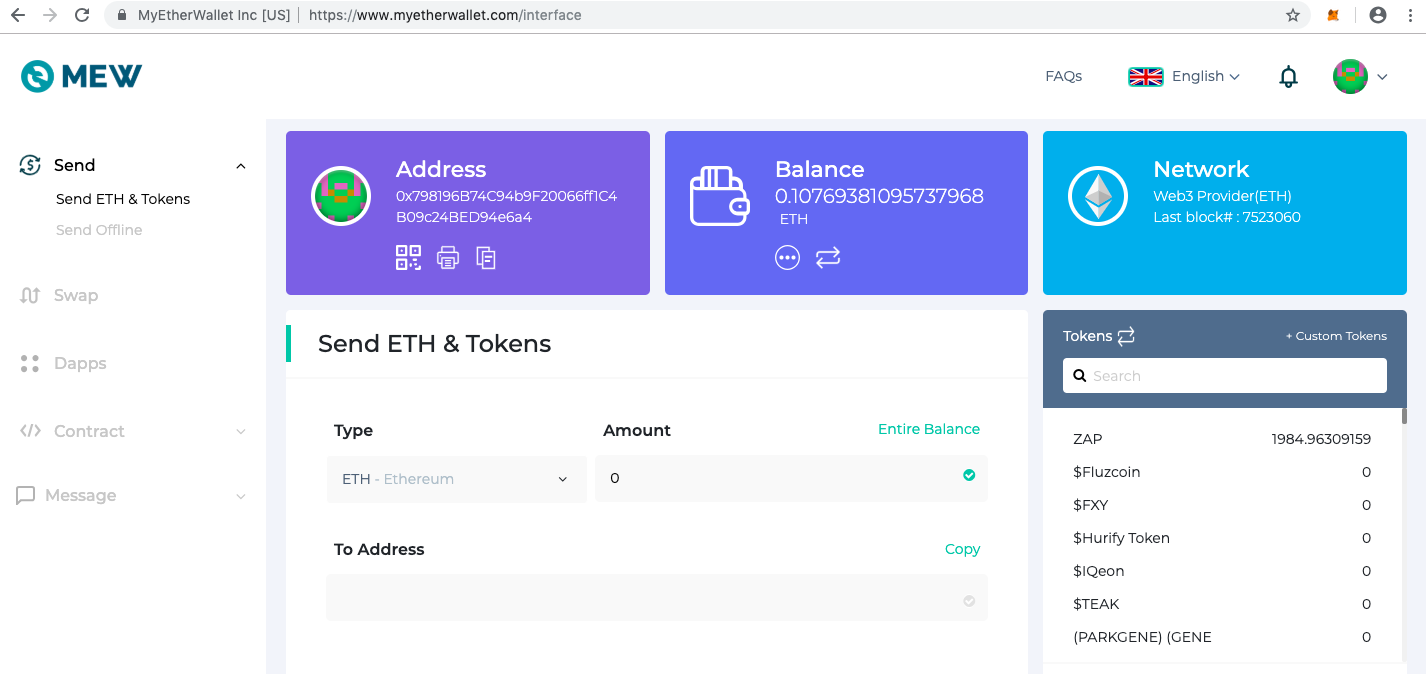 MyEtherWallet Inc [US] https://www.myetherwallet.com/interface
MEW
FAQs
English
Send
Send ETH & Tokens
Send Offline
Swap
Dapps
Contract
Message
Address
0x798196B74C94b9F20066ff1C4
B09c24BED94e6a4
Balance
0.10769381095737968
ETH
Network
Web3 Provider(ETH)
Last block# : 7523060
Send ETH & Tokens
Type
Amount
Entire Balance
ETH - Ethereum
0
To Address
Copy
Tokens
+ Custom Tokens
Search
ZAP 1984.96309159
$Fluzcoin 0
$FXY 0
$Hurify Token 0
$IQeon 0
$TEAK 0
(PARKGENE) (GENE 0